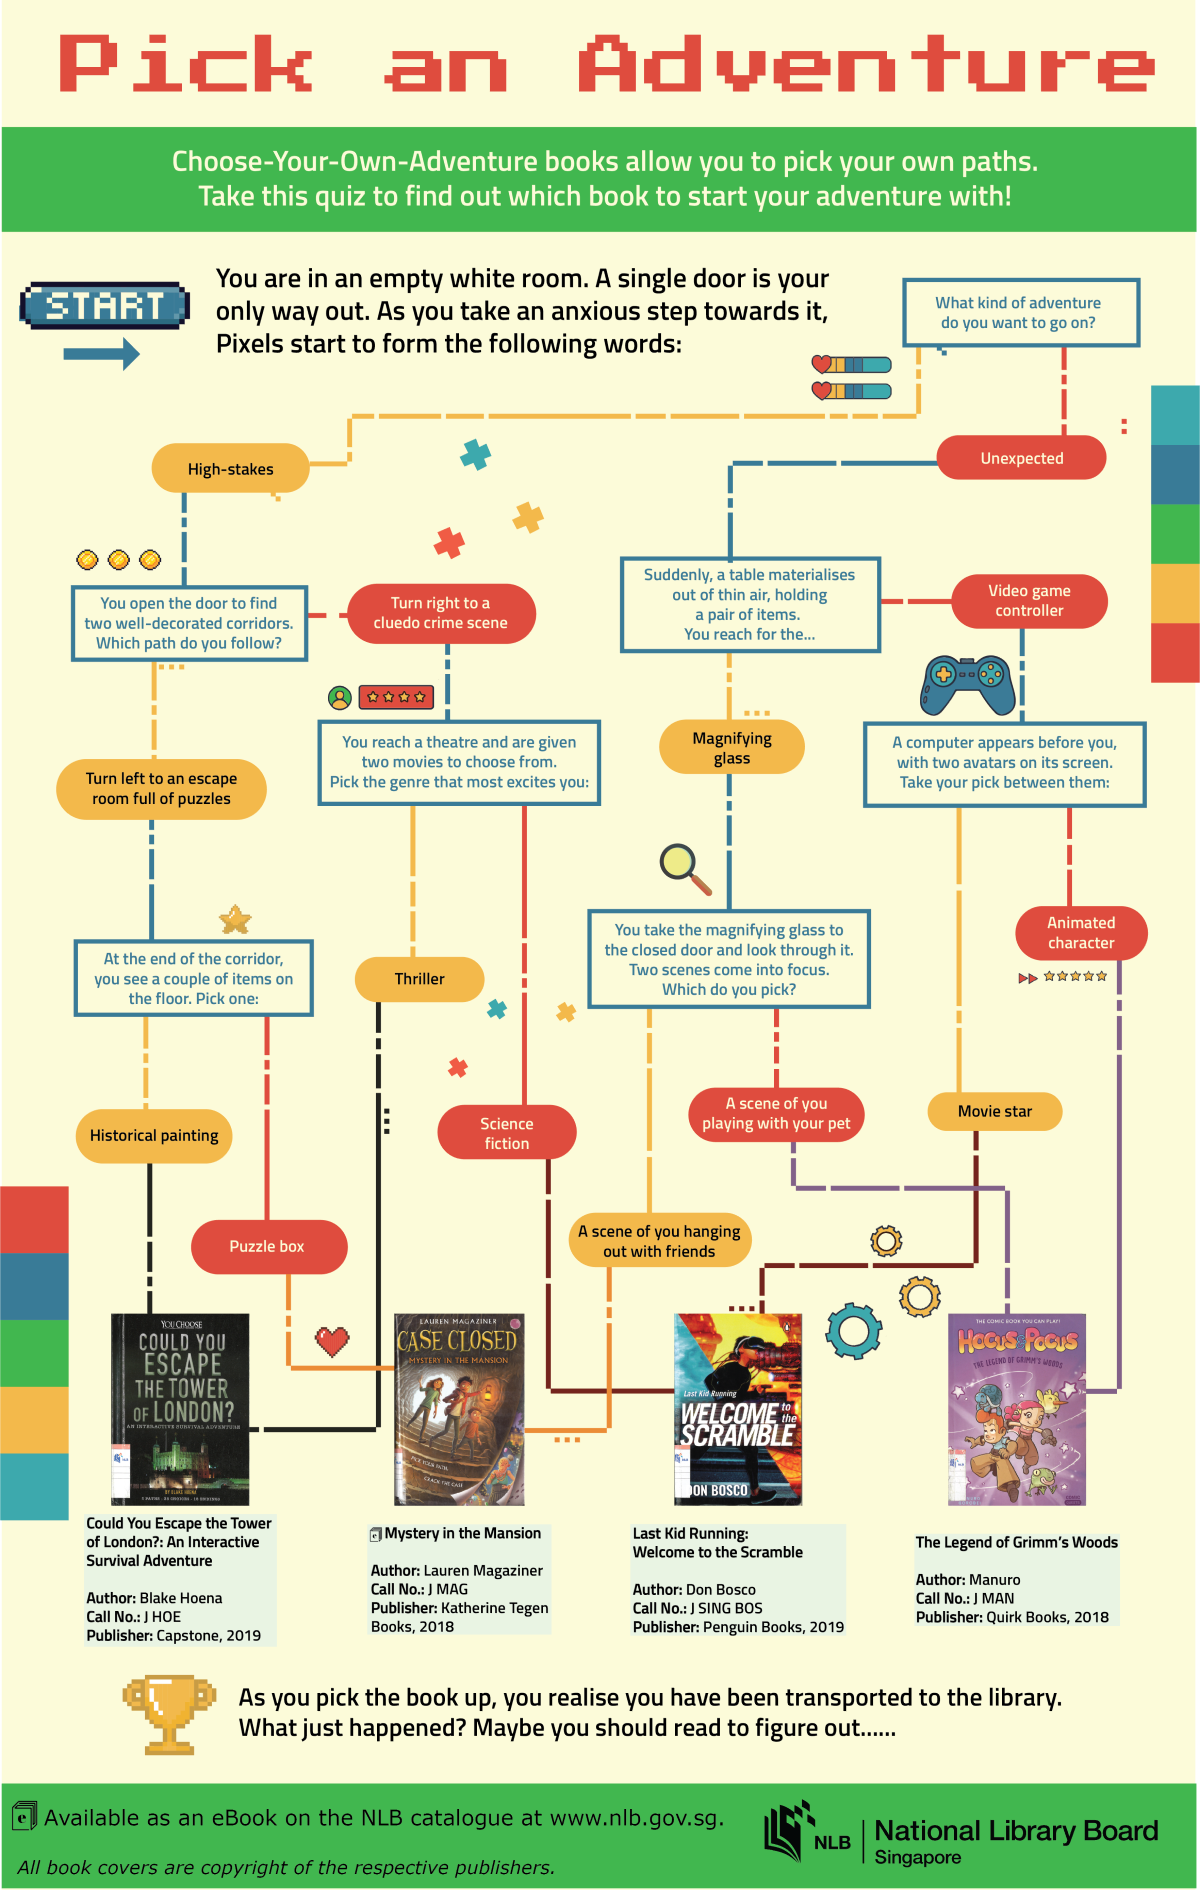 Pick an Adventure
Choose-Your-Own-Adventure books allow you to pick your own paths.
Take this quiz to find out which book to start your adventure with!
START
You are in an empty white room. A single door is your
only way out. As you take an anxious step towards it,
Pixels start to form the following words:
What kind of adventure
do you want to go on?
High-stakes
Unexpected
You open the door to find
two well-decorated corridors.
Which path do you follow?
Turn right to a
cluedo crime scene
Suddenly, a table materialises
out of thin air, holding
a pair of items.
You reach for the...
Video game
controller
Turn left to an escape
room full of puzzles
You reach a theatre and are given
two movies to choose from.
Pick the genre that most excites you:
Magnifying
glass
A computer appears before you,
with two avatars on its screen.
Take your pick between them:
At the end of the corridor,
you see a couple of items on
the floor. Pick one:
Thriller
You take the magnifying glass to
the closed door and look through it.
Two scenes come into focus.
Which do you pick?
Animated
character
Historical painting
Science
fiction
A scene of you
playing with your pet
Movie star
Puzzle box
A scene of you hanging
out with friends
YOU CHOOSE
COULD YOU
ESCAPE
THE TOWER
OF LONDON?
AN INTERACTIVE SURVIVAL ADVENTURE
BY BLAKE HOENA
LAUREN MAGAZINER
CASE CLOSED
MYSTERY IN THE MANSION
PICK YOUR PATH,
CRACK THE CASE
Last Kid Running
WELCOME to the
SCRAMBLE
DON BOSCO
THE COMIC BOOK YOU CAN PLAY!
HOCUS & POCUS
THE LEGEND OF GRIMM'S WOODS
Could You Escape the Tower
of London?: An Interactive
Survival Adventure
Author: Blake Hoena
Call No.: J HOE
Publisher: Capstone, 2019
e Mystery in the Mansion
Author: Lauren Magaziner
Call No.: J MAG
Publisher: Katherine Tegen
Books, 2018
Last Kid Running:
Welcome to the Scramble
Author: Don Bosco
Call No.: J SING BOS
Publisher: Penguin Books, 2019
The Legend of Grimm's Woods
Author: Manuro
Call No.: J MAN
Publisher: Quirk Books, 2018
As you pick the book up, you realise you have been transported to the library.
What just happened? Maybe you should read to figure out......
e Available as an eBook on the NLB catalogue at www.nlb.gov.sg.
All book covers are copyright of the respective publishers.
NLB
National Library Board
Singapore